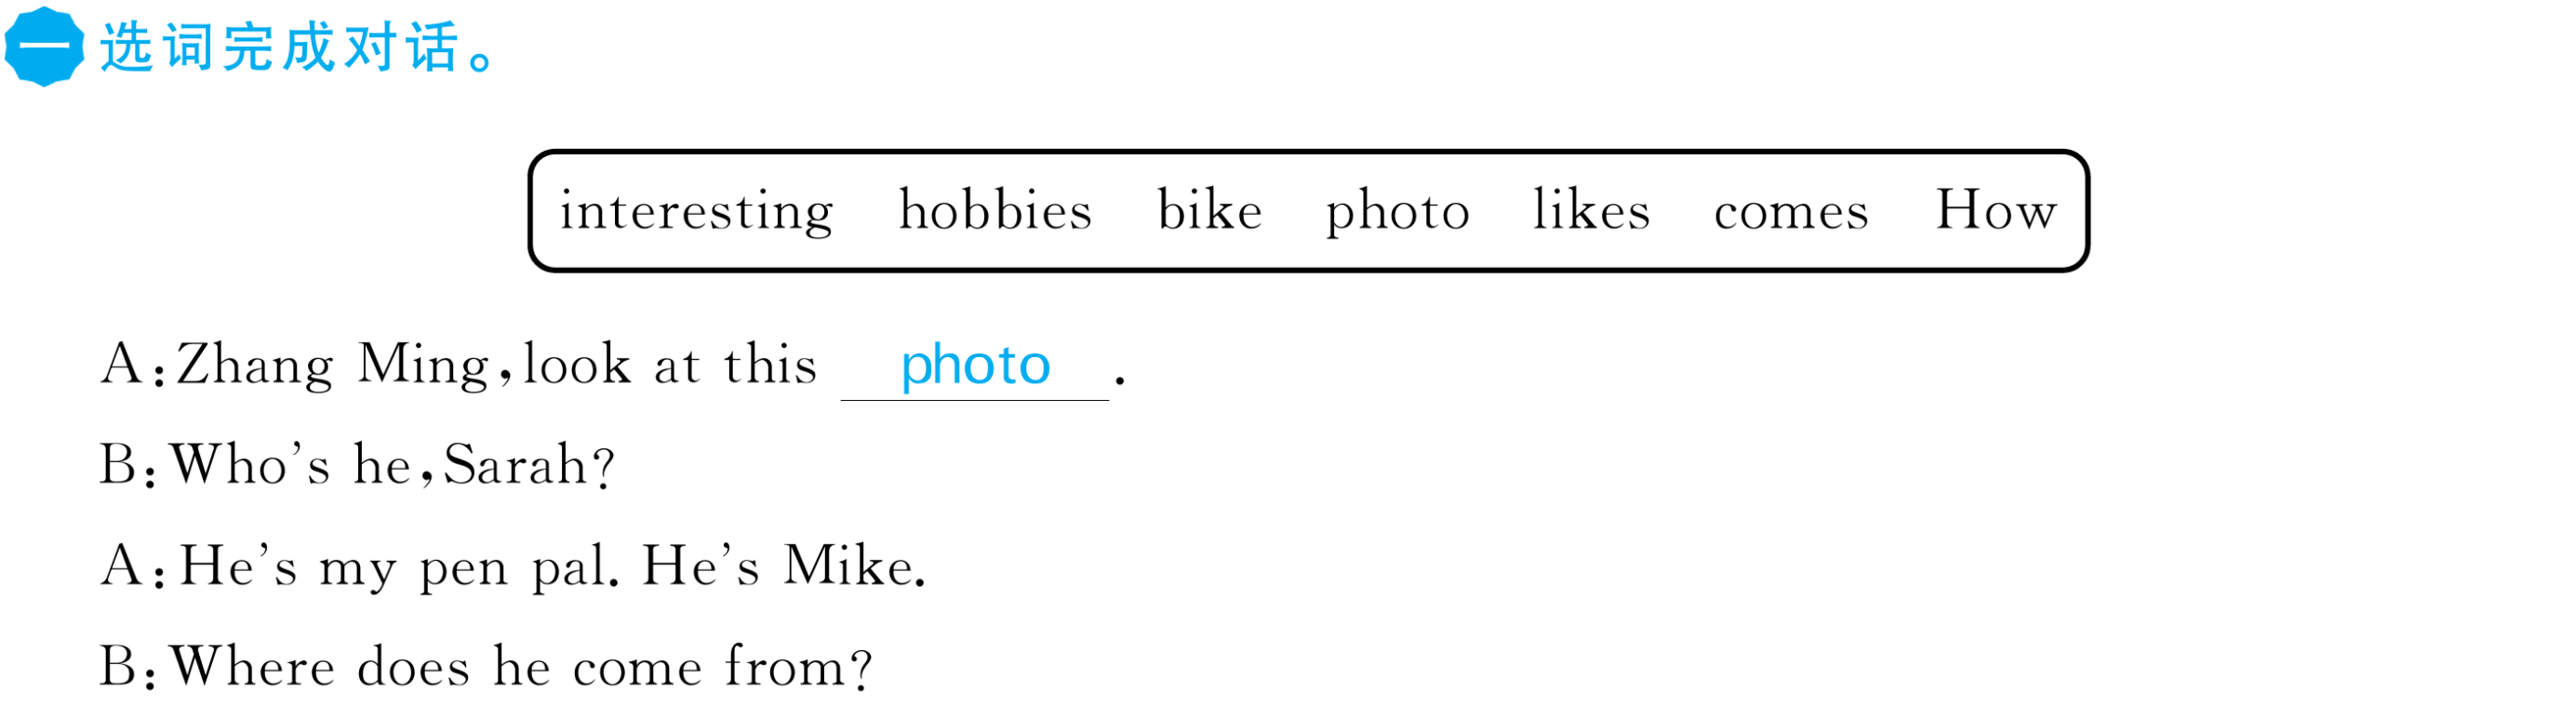 一 选词完成对话。
interesting hobbies bike photo likes comes How
A:Zhang Ming,look at this photo.
B:Who's he,Sarah?
A:He's my pen pal. He's Mike.
B:Where does he come from?